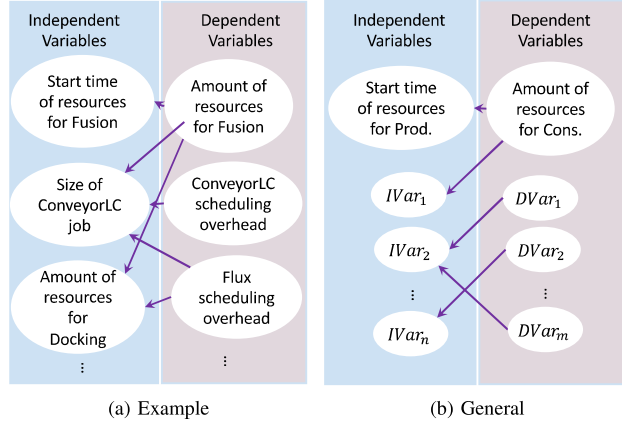 Independent
Variables
Dependent
Variables
Start time
of resources
for Fusion
Amount of
resources
for Fusion
Size of
ConveyorLC
job
ConveyorLC
scheduling
overhead
Amount of
resources
for
Docking
Flux
scheduling
overhead
⋮
⋮
(a) Example
Independent
Variables
Dependent
Variables
Start time
of resources
for Prod.
Amount of
resources
for Cons.
IVar₁
DVar₁
IVar₂
DVar₂
⋮
⋮
IVarₙ
DVarₘ
(b) General